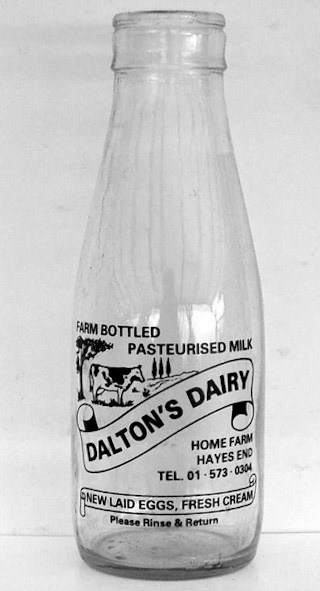 FARM BOTTLED
PASTEURISED MILK
DALTON'S DAIRY
HOME FARM
HAYES END
TEL. 01 · 573 · 0304
NEW LAID EGGS, FRESH CREAM
Please Rinse & Return